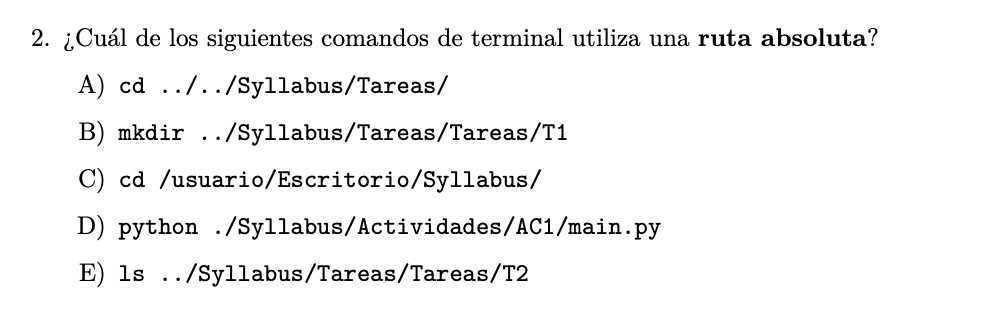 2. ¿Cuál de los siguientes comandos de terminal utiliza una ruta absoluta?
A) cd ../../Syllabus/Tareas/
B) mkdir ../Syllabus/Tareas/Tareas/T1
C) cd /usuario/Escritorio/Syllabus/
D) python ./Syllabus/Actividades/AC1/main.py
E) ls ../Syllabus/Tareas/Tareas/T2